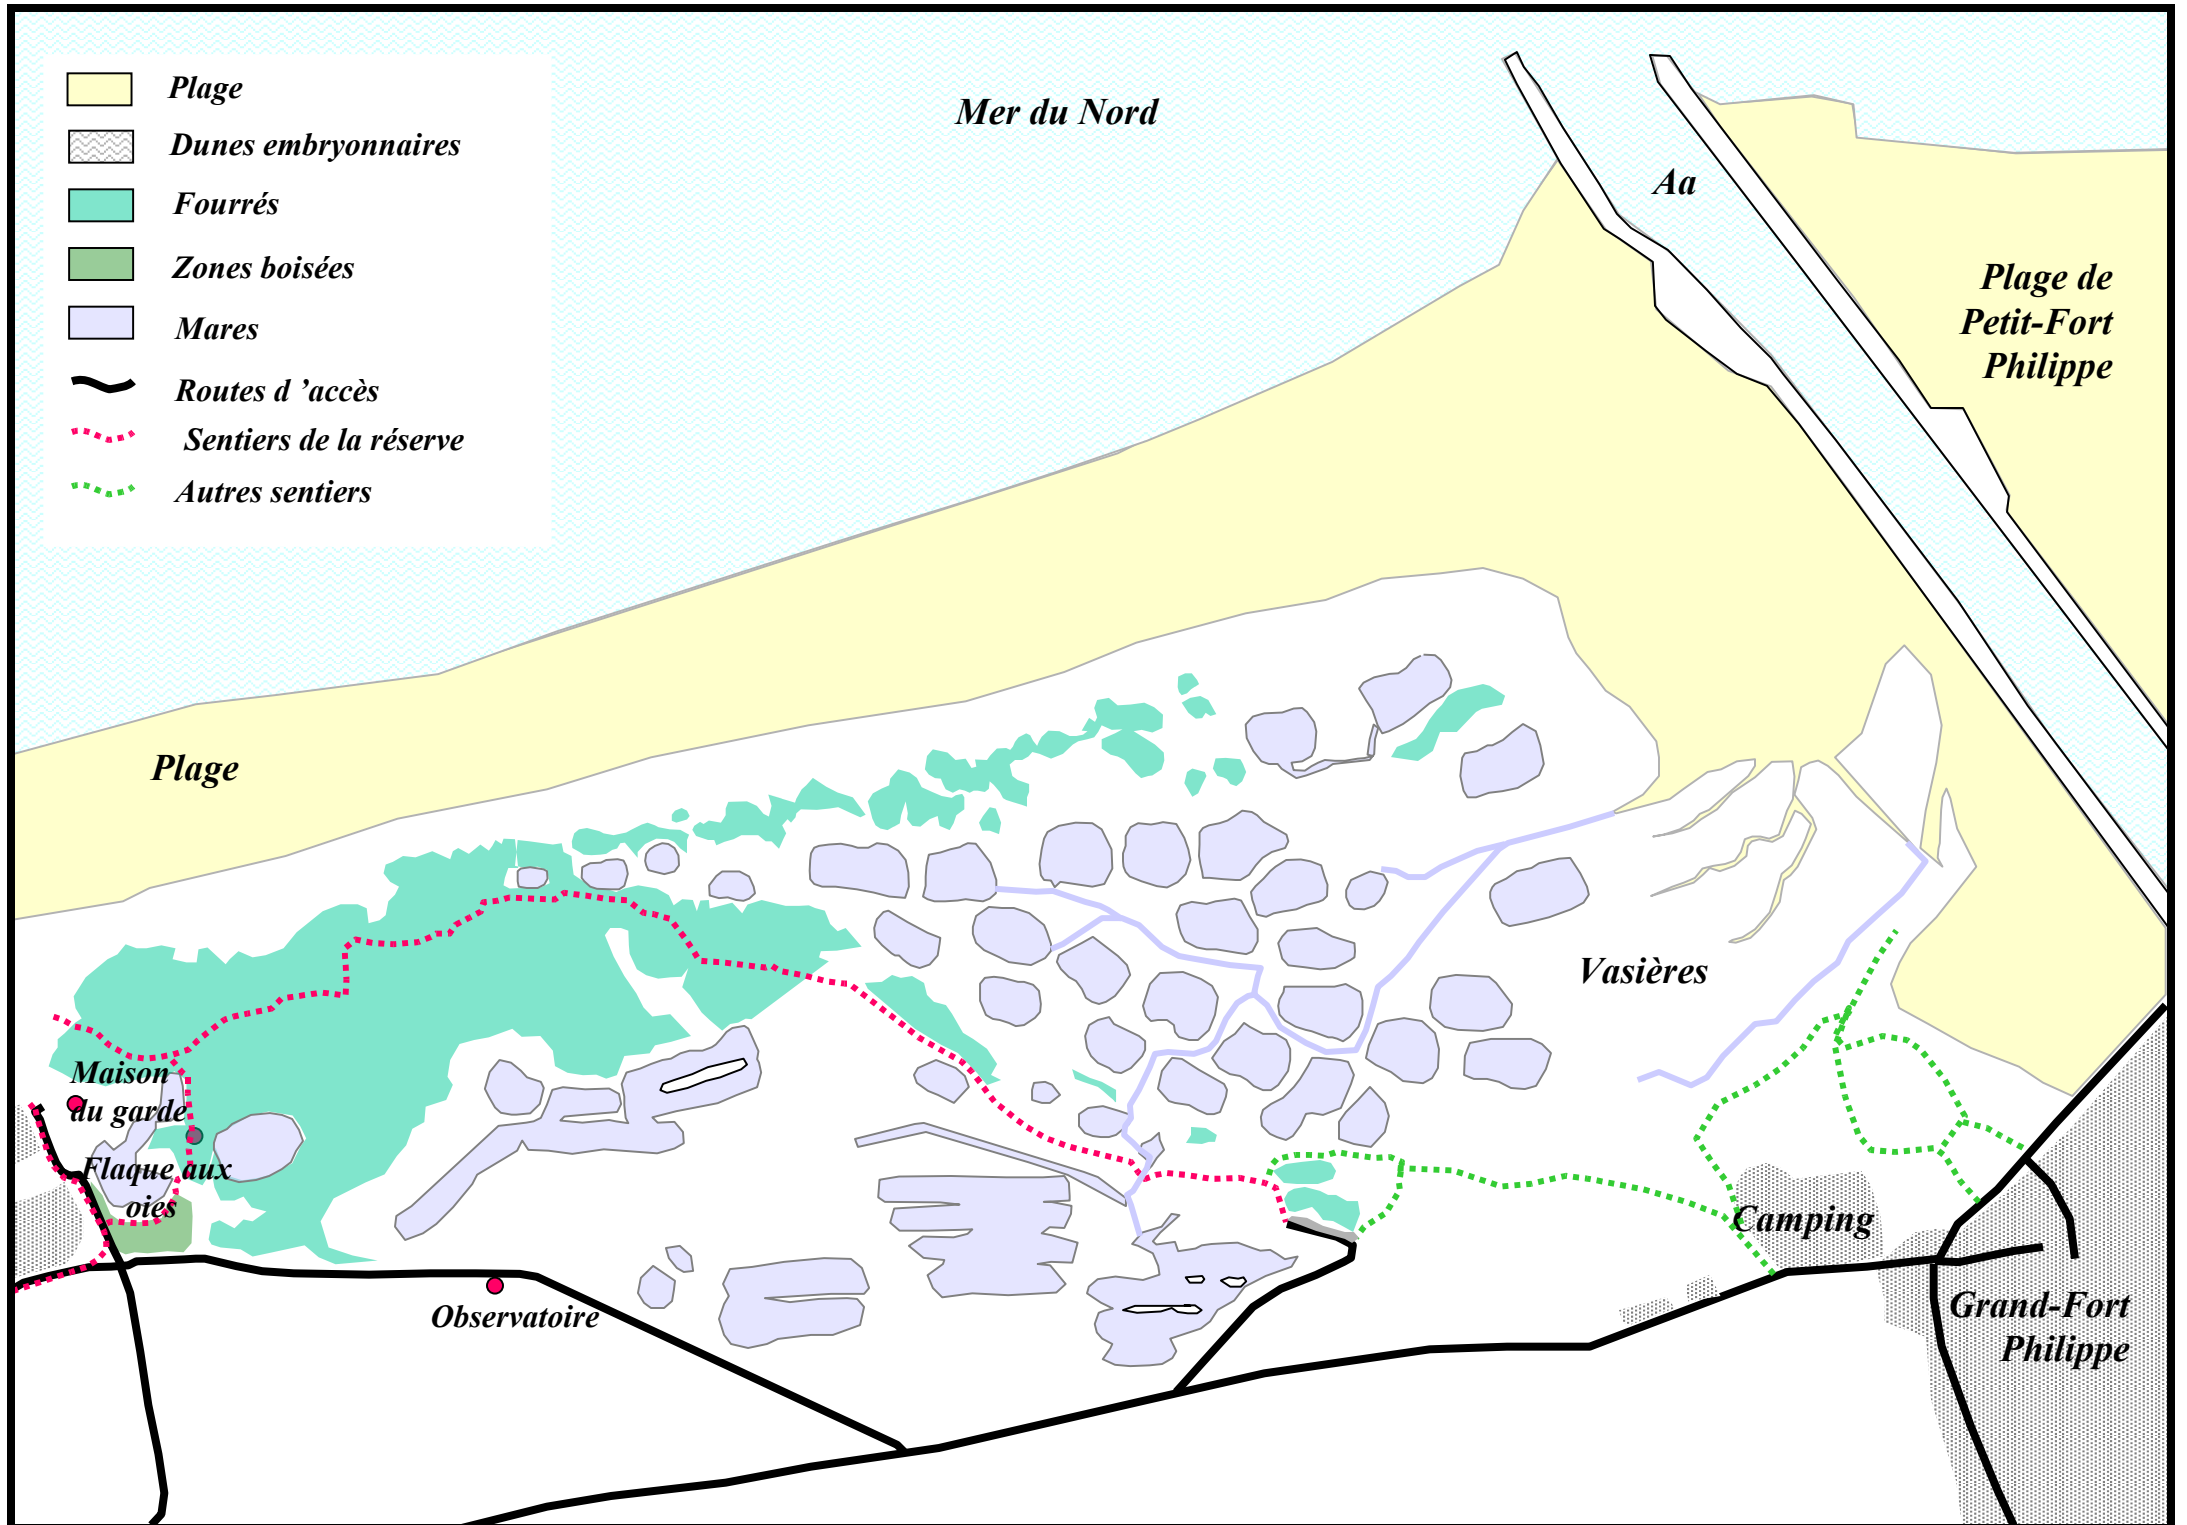 Plage
Dunes embryonnaires
Fourrés
Zones boisées
Mares
Routes d ’accès
Sentiers de la réserve
Autres sentiers
Mer du Nord
Aa
Plage de
Petit-Fort
Philippe
Plage
Vasières
Maison
du garde
Flaque aux
oies
Observatoire
Camping
Grand-Fort
Philippe